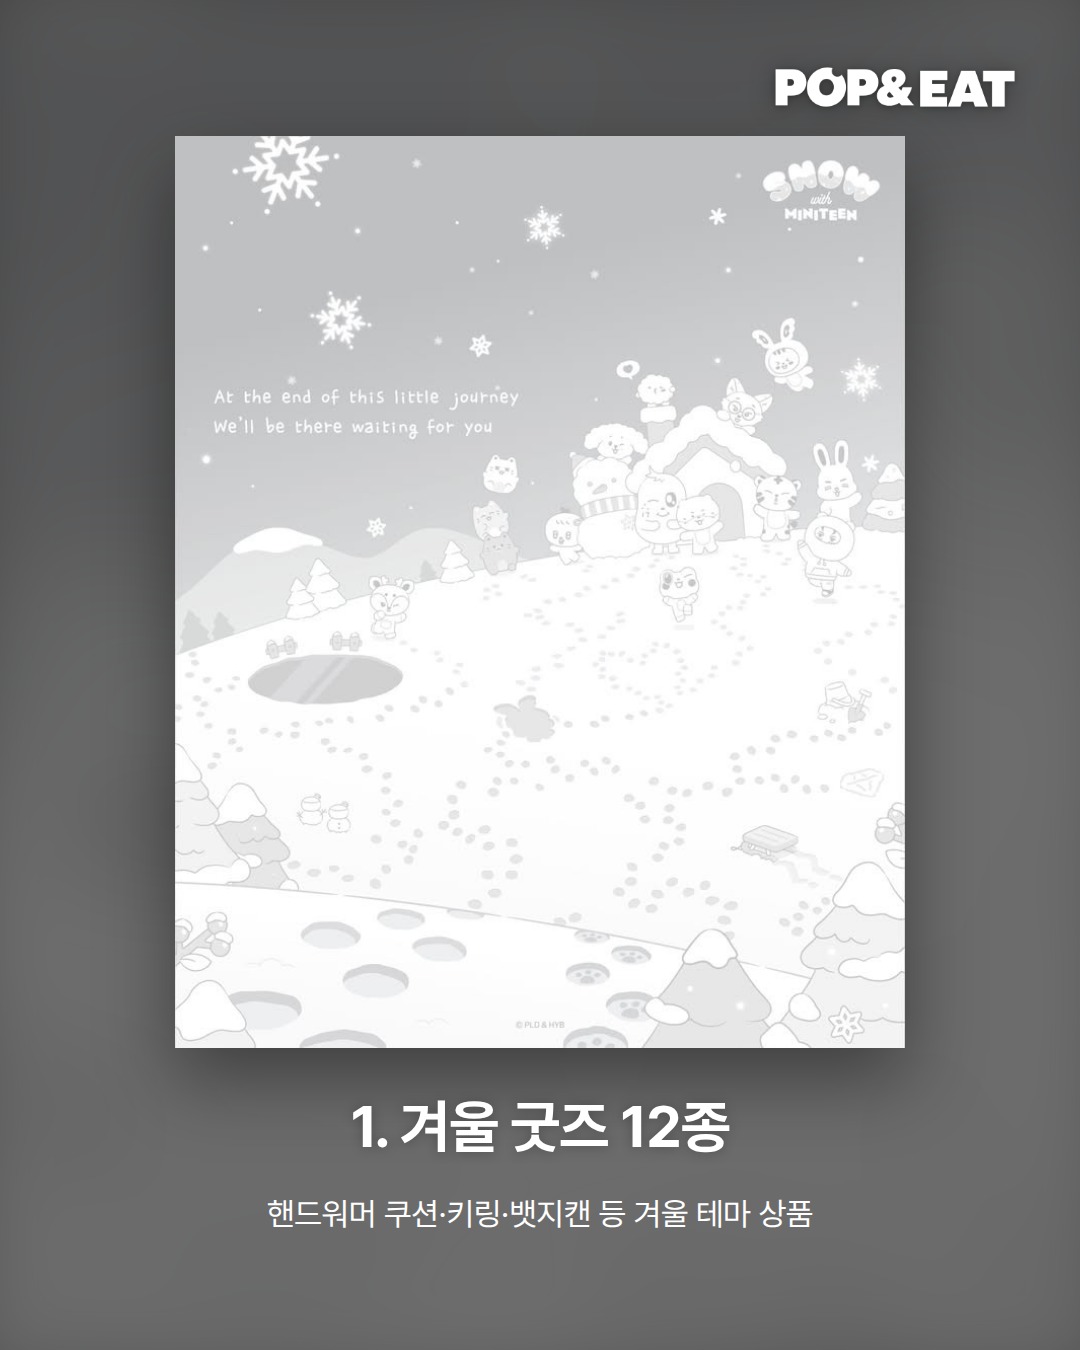 POP&EAT
SNOW
with
MINITEEN
At the end of this little journey
We'll be there waiting for you
© PLD & HYB
1. 겨울 굿즈 12종
핸드워머 쿠션·키링·뱃지캔 등 겨울 테마 상품